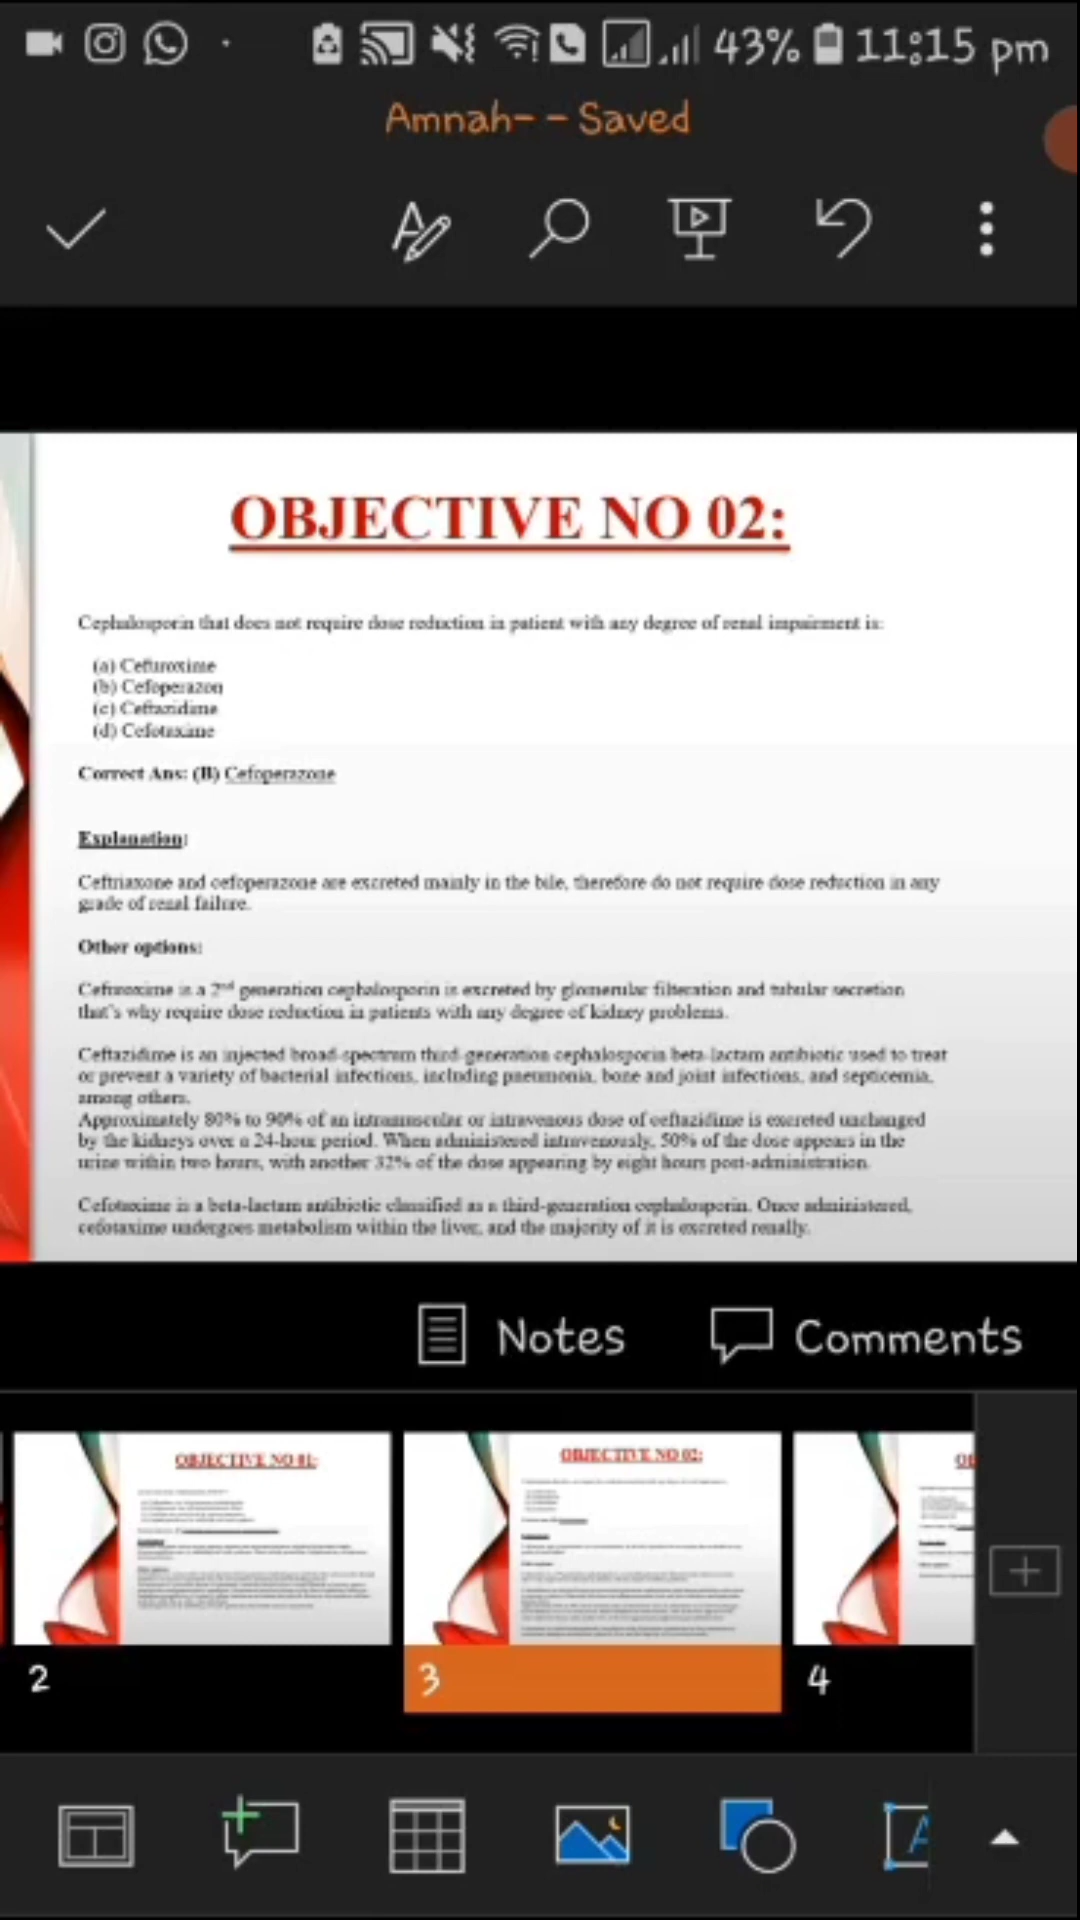 43% 11:15 pm
Amnah- - Saved
OBJECTIVE NO 02:
Cephalosporin that does not require dose reduction in patient with any degree of renal impairment is:
(a) Cefuroxime
(b) Cefoperazon
(c) Ceftazidime
(d) Cefotaxime
Correct Ans: (B) Cefoperazone
Explanation:
Ceftriaxone and cefoperazone are excreted mainly in the bile, therefore do not require dose reduction in any
grade of renal failure.
Other options:
Cefuroxime is a 2nd generation cephalosporin is excreted by glomerular filteration and tubular secretion
that's why require dose reduction in patients with any degree of kidney problems.
Ceftazidime is an injected broad-spectrum third-generation cephalosporin beta-lactam antibiotic used to treat
or prevent a variety of bacterial infections, including pneumonia, bone and joint infections, and septicemia,
among others.
Approximately 80% to 90% of an intramuscular or intravenous dose of ceftazidime is excreted unchanged
by the kidneys over a 24-hour period. When administered intravenously, 50% of the dose appears in the
urine within two hours, with another 32% of the dose appearing by eight hours post-administration.
Cefotaxime is a beta-lactam antibiotic classified as a third-generation cephalosporin. Once administered,
cefotaxime undergoes metabolism within the liver, and the majority of it is excreted renally.
Notes Comments
OBJECTIVE NO 01:
OBJECTIVE NO 02:
2 3 4